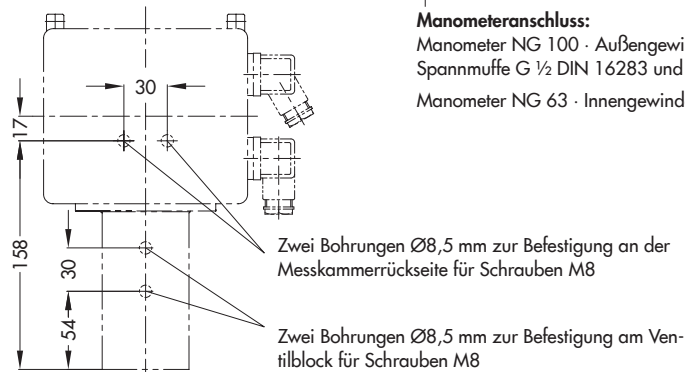 Manometeranschluss:
Manometer NG 100 · Außengewi
Spannmuffe G ½ DIN 16283 und
Manometer NG 63 · Innengewind
30
17
158
30
54
Zwei Bohrungen Ø8,5 mm zur Befestigung an der
Messkammerrückseite für Schrauben M8
Zwei Bohrungen Ø8,5 mm zur Befestigung am Ven-
tilblock für Schrauben M8